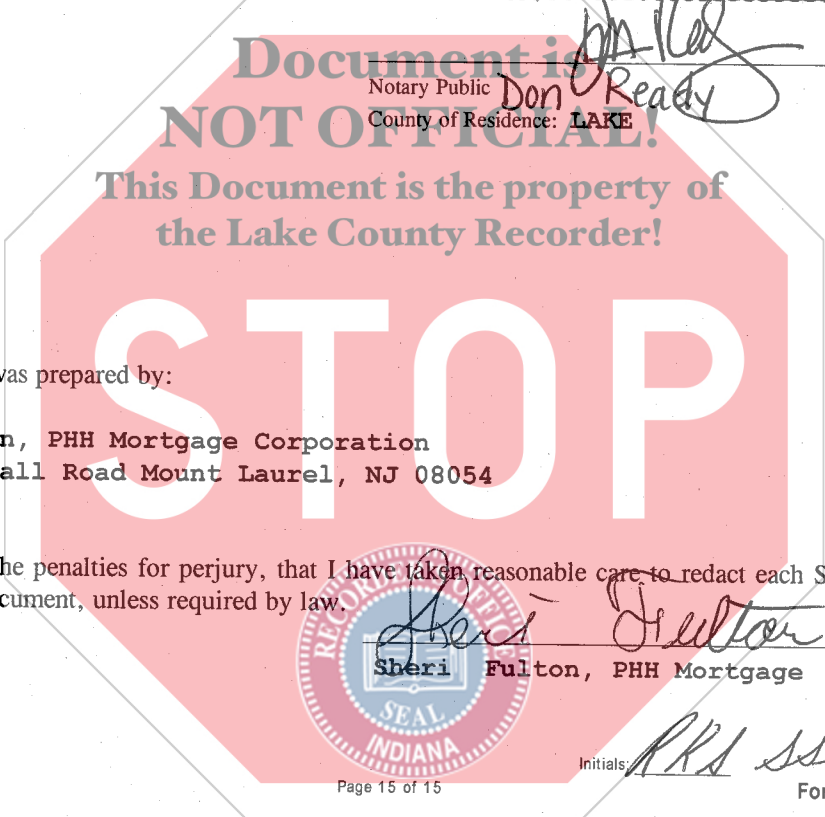 Document is
Notary Public Don Ready
NOT OFFICIAL!
County of Residence: LAKE
This Document is the property of
the Lake County Recorder!
STOP
was prepared by:
n, PHH Mortgage Corporation
all Road Mount Laurel, NJ 08054
he penalties for perjury, that I have taken reasonable care to redact each S
cument, unless required by law.
Sheri Fulton
Sheri Fulton, PHH Mortgage
RECORDER'S OFFICE
SEAL
INDIANA
Initials: RKS SS
Page 15 of 15
For